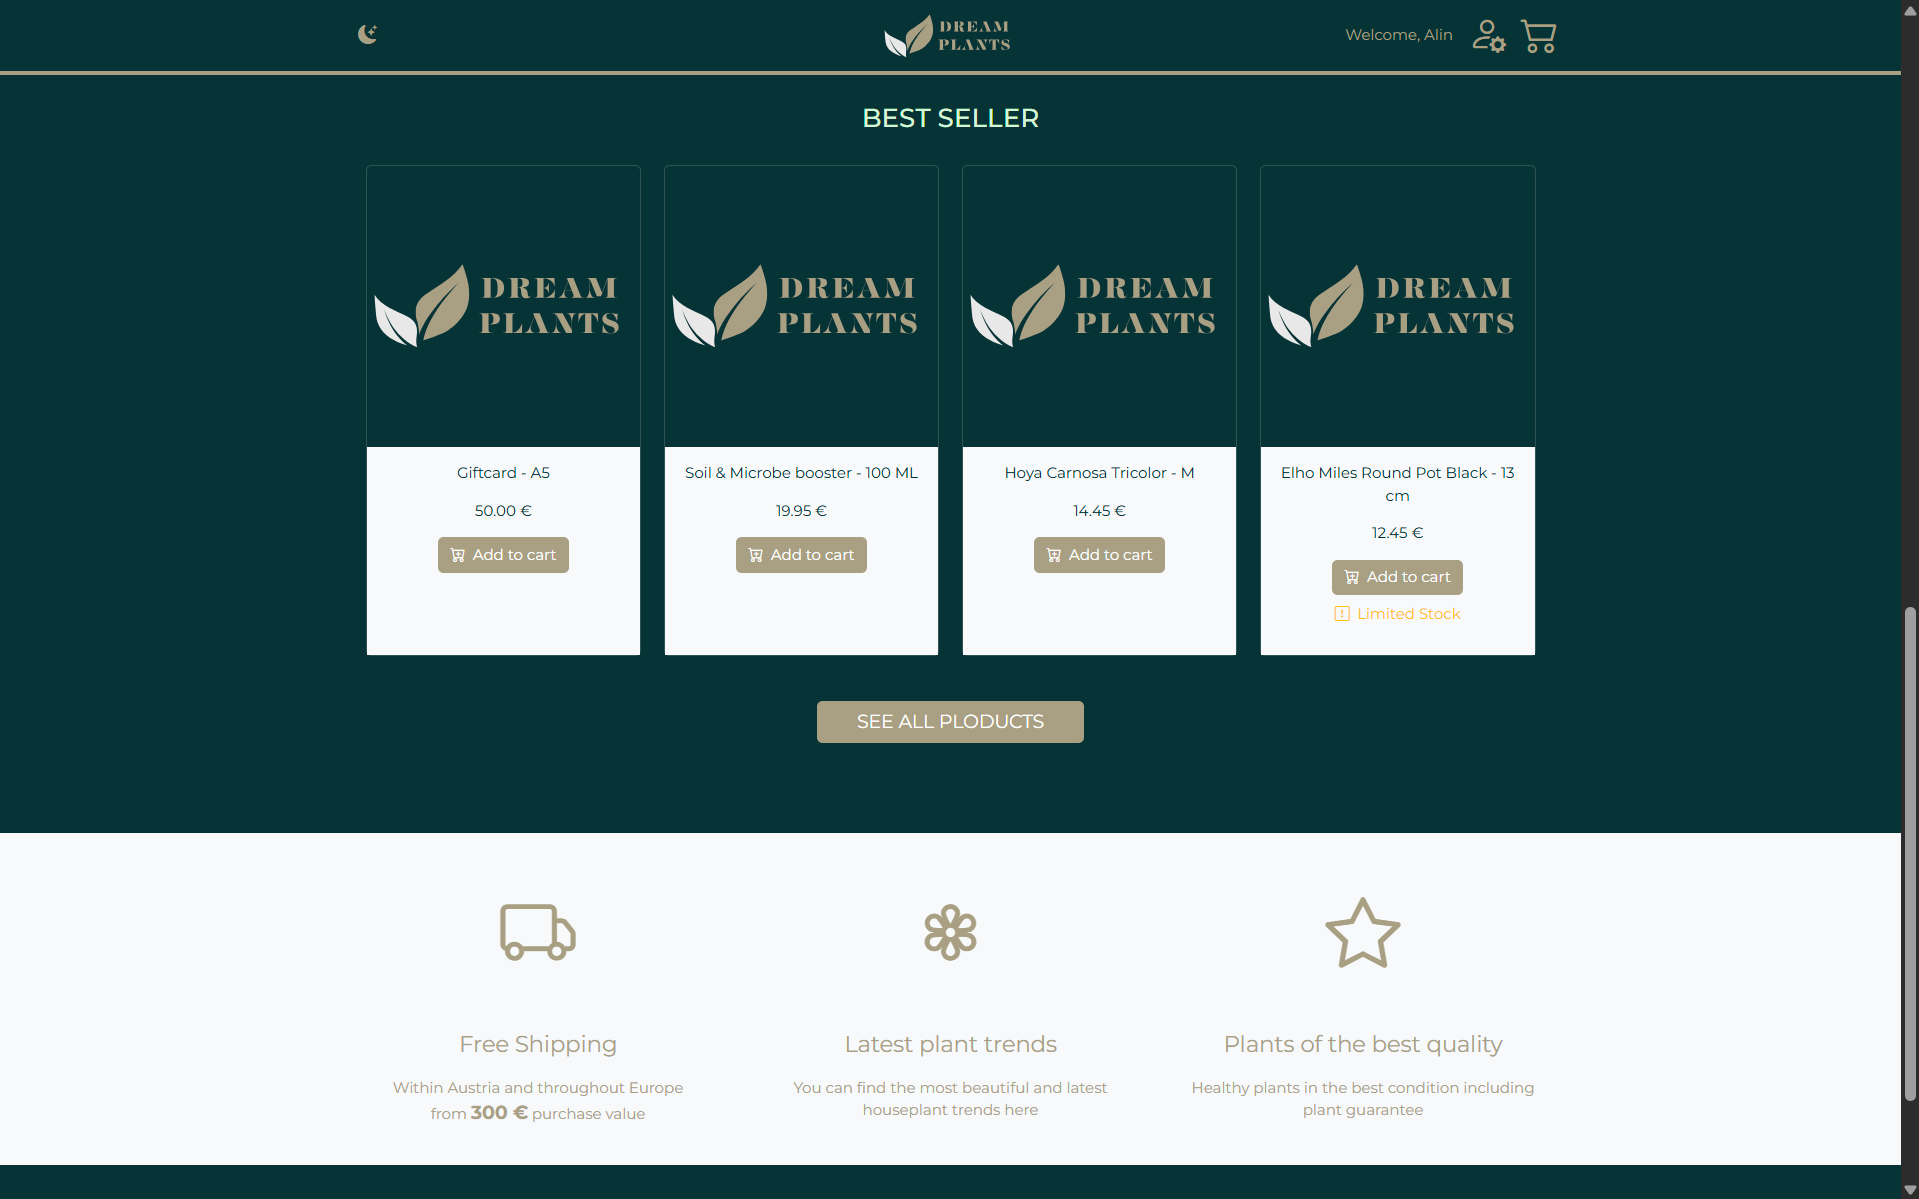 DREAM
PLANTS
Welcome, Alin
BEST SELLER
DREAM
PLANTS
DREAM
PLANTS
DREAM
PLANTS
DREAM
PLANTS
Giftcard - A5
50.00 €
Add to cart
Soil & Microbe booster - 100 ML
19.95 €
Add to cart
Hoya Carnosa Tricolor - M
14.45 €
Add to cart
Elho Miles Round Pot Black - 13
cm
12.45 €
Add to cart
Limited Stock
SEE ALL PLODUCTS
Free Shipping
Within Austria and throughout Europe
from 300 € purchase value
Latest plant trends
You can find the most beautiful and latest
houseplant trends here
Plants of the best quality
Healthy plants in the best condition including
plant guarantee